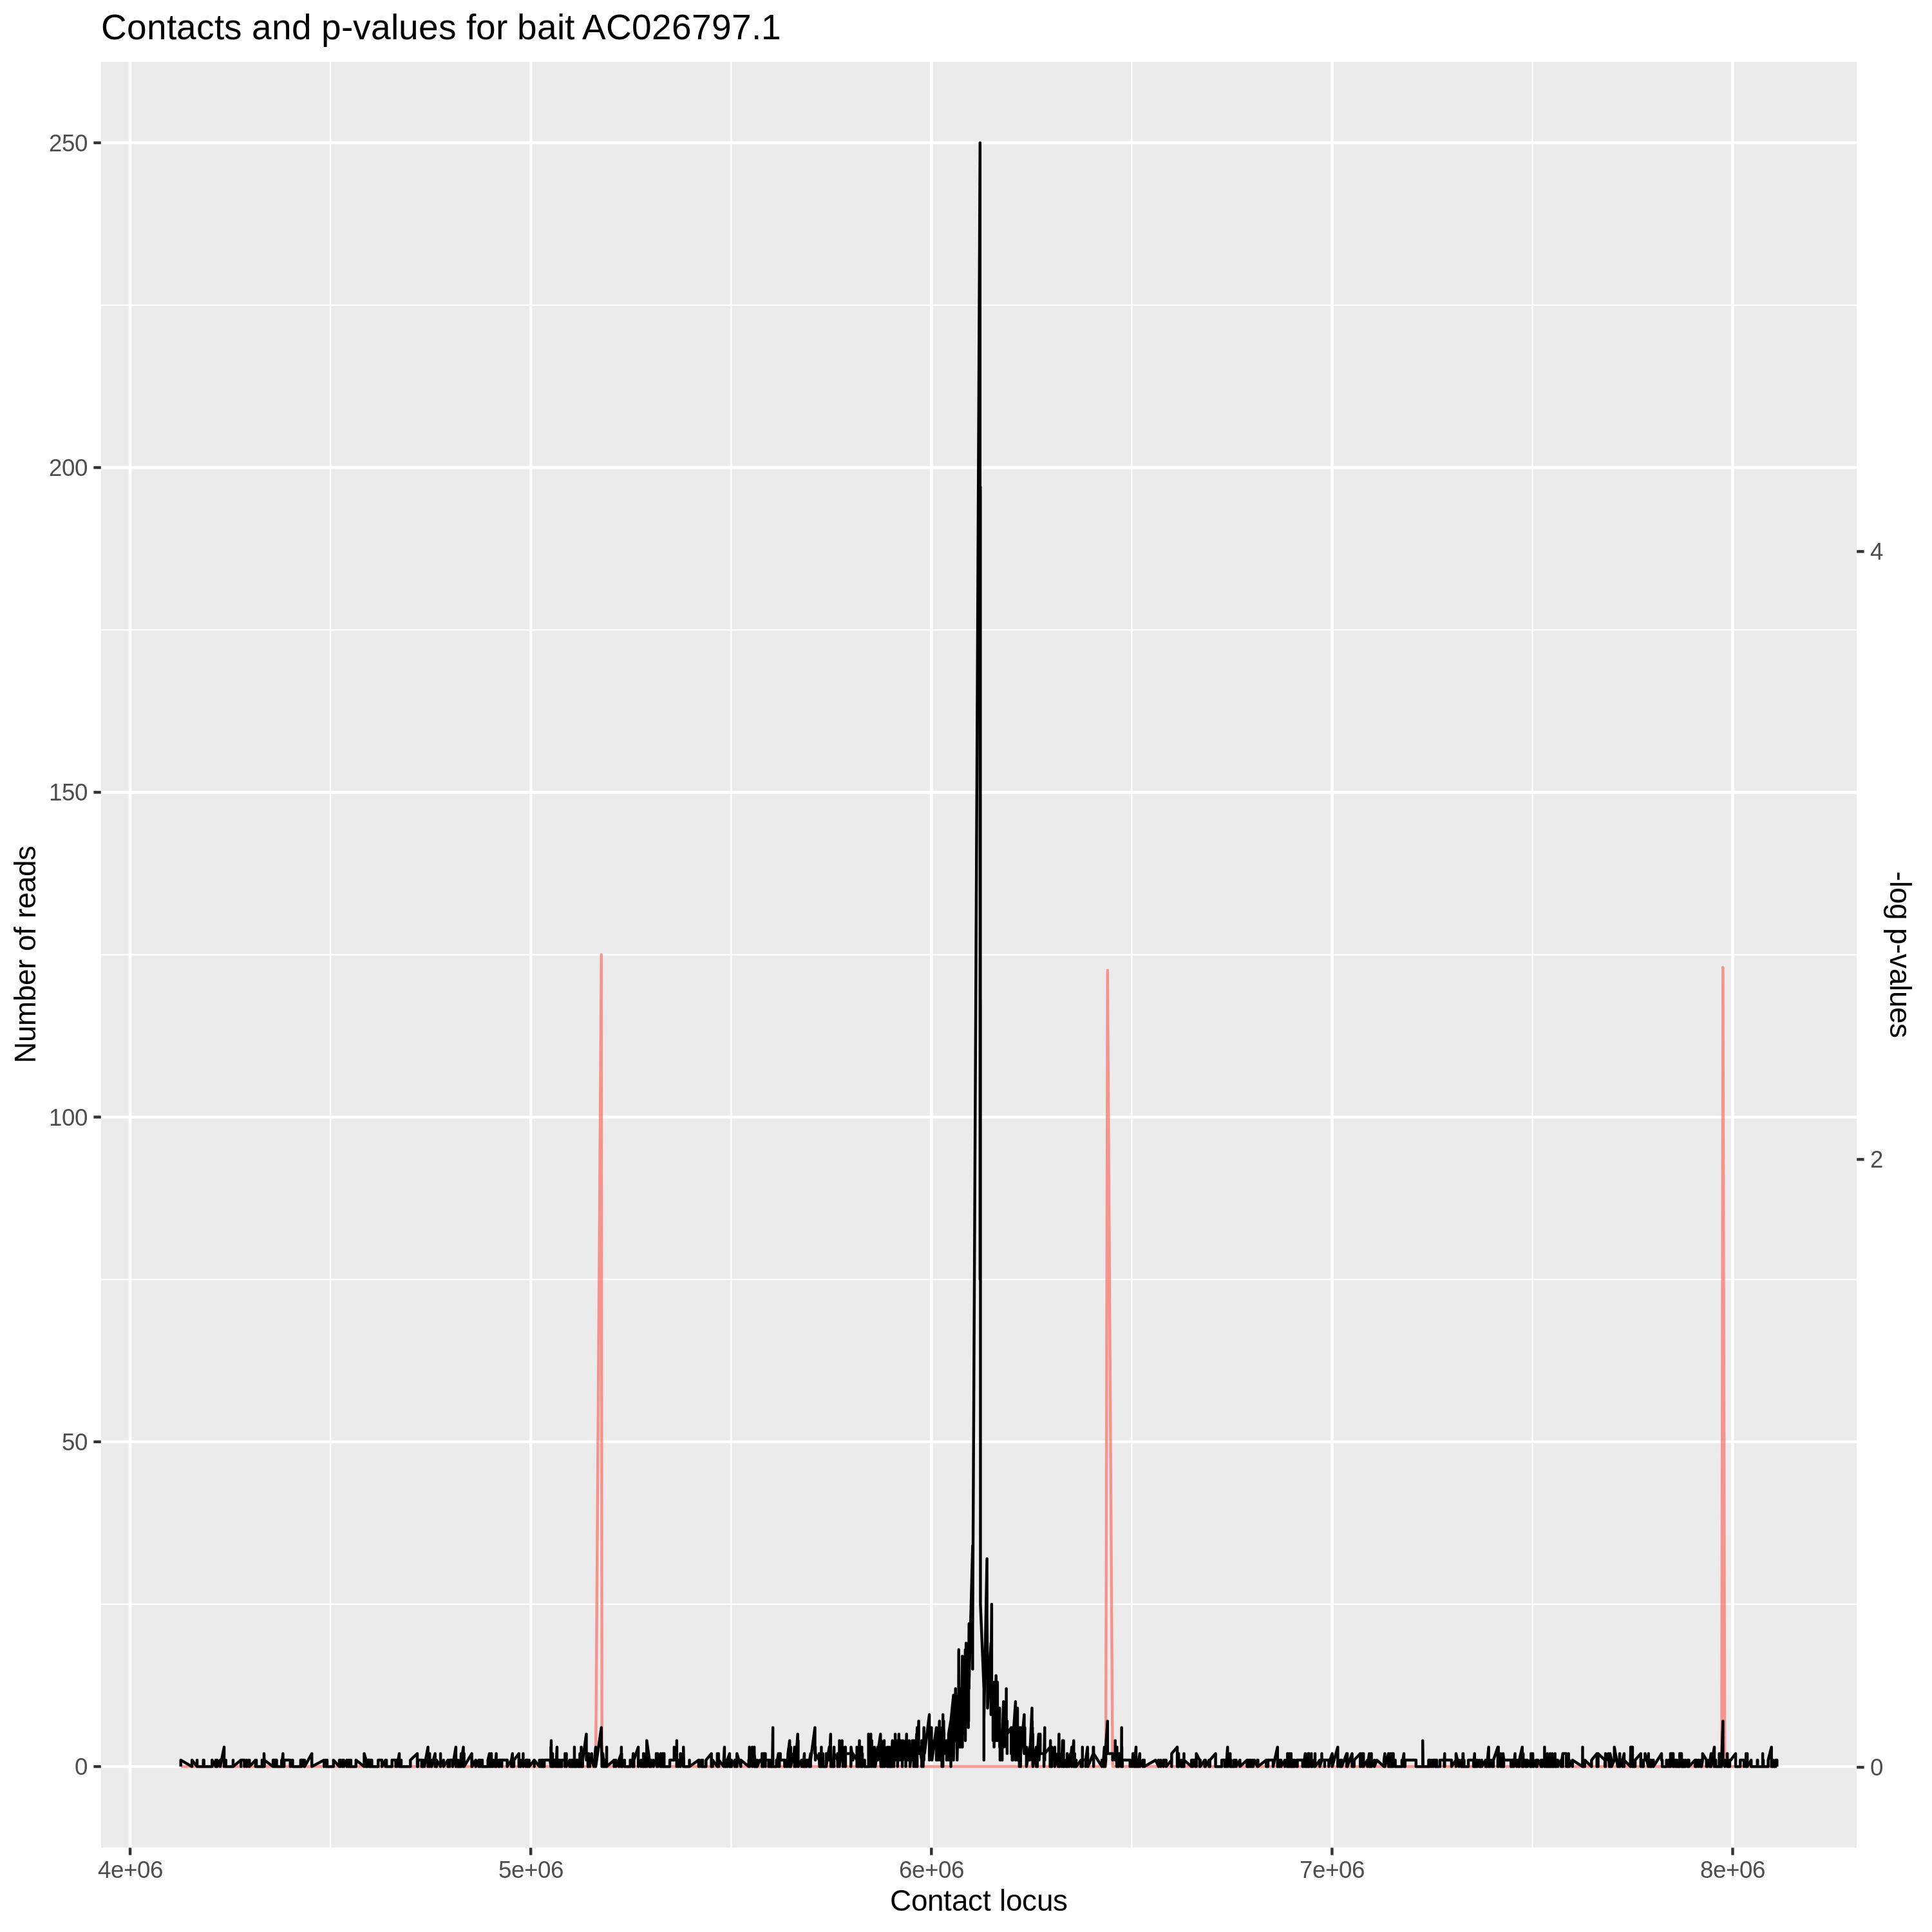 Contacts and p-values for bait AC026797.1
250
200
150
100
50
0
Number of reads
4
2
0
-log p-values
4e+06
5e+06
6e+06
7e+06
8e+06
Contact locus